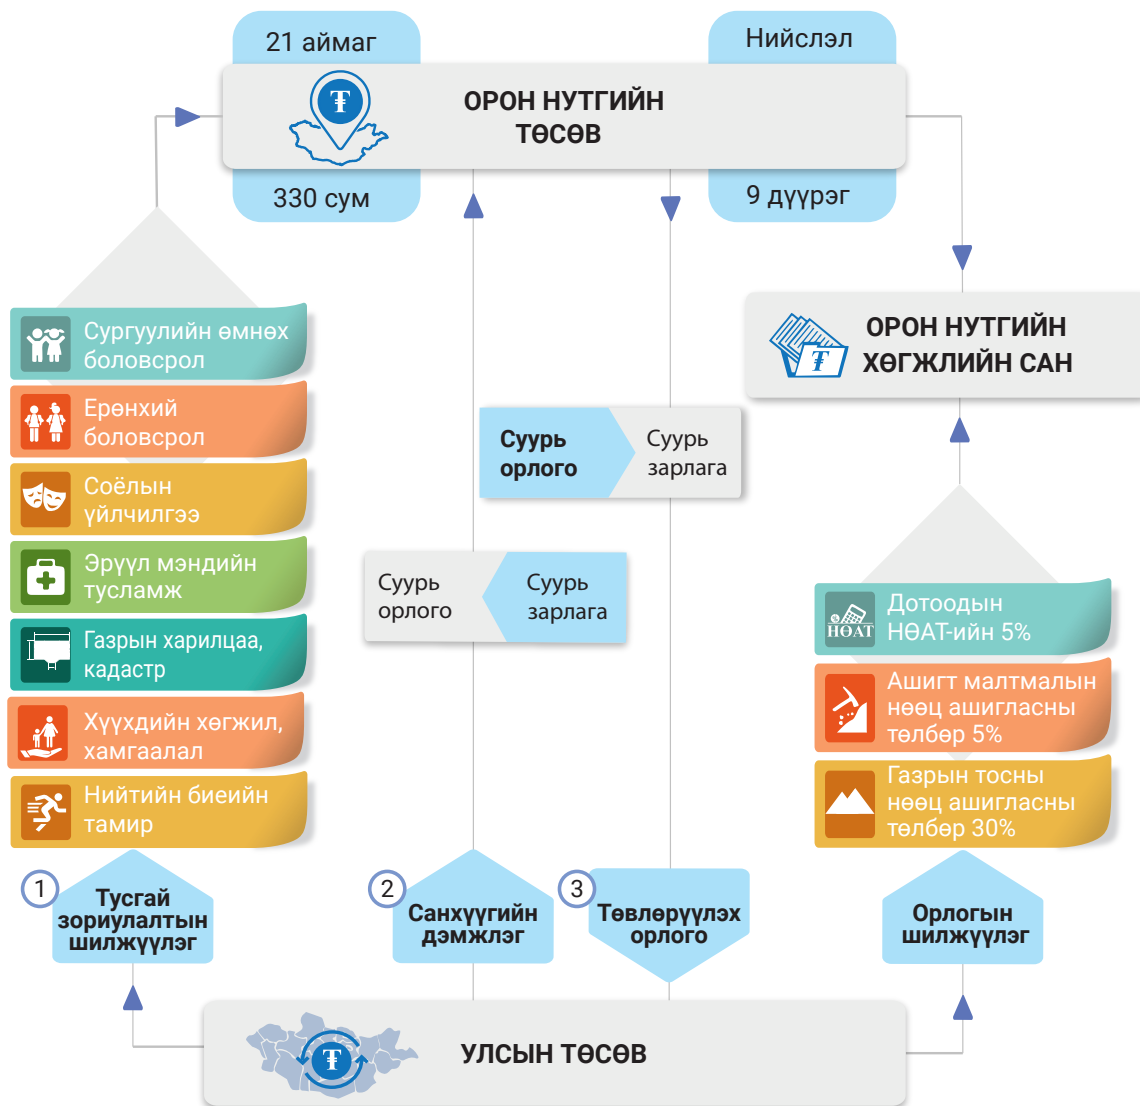 21 аймаг
Нийслэл
₮
ОРОН НУТГИЙН
ТӨСӨВ
330 сум
9 дүүрэг
Сургуулийн өмнөх
боловсрол
Ерөнхий
боловсрол
Соёлын
үйлчилгээ
Эрүүл мэндийн
тусламж
Газрын харилцаа,
кадастр
Хүүхдийн хөгжил,
хамгаалал
Нийтийн биеийн
тамир
₮
ОРОН НУТГИЙН
ХӨГЖЛИЙН САН
Суурь
орлого
Суурь
зарлага
Суурь
орлого
Суурь
зарлага
НӨАТ
Дотоодын
НӨАТ-ийн 5%
Ашигт малтмалын
нөөц ашигласны
төлбөр 5%
Газрын тосны
нөөц ашигласны
төлбөр 30%
1
Тусгай
зориулалтын
шилжүүлэг
2
Санхүүгийн
дэмжлэг
3
Төвлөрүүлэх
орлого
Орлогын
шилжүүлэг
₮
УЛСЫН ТӨСӨВ